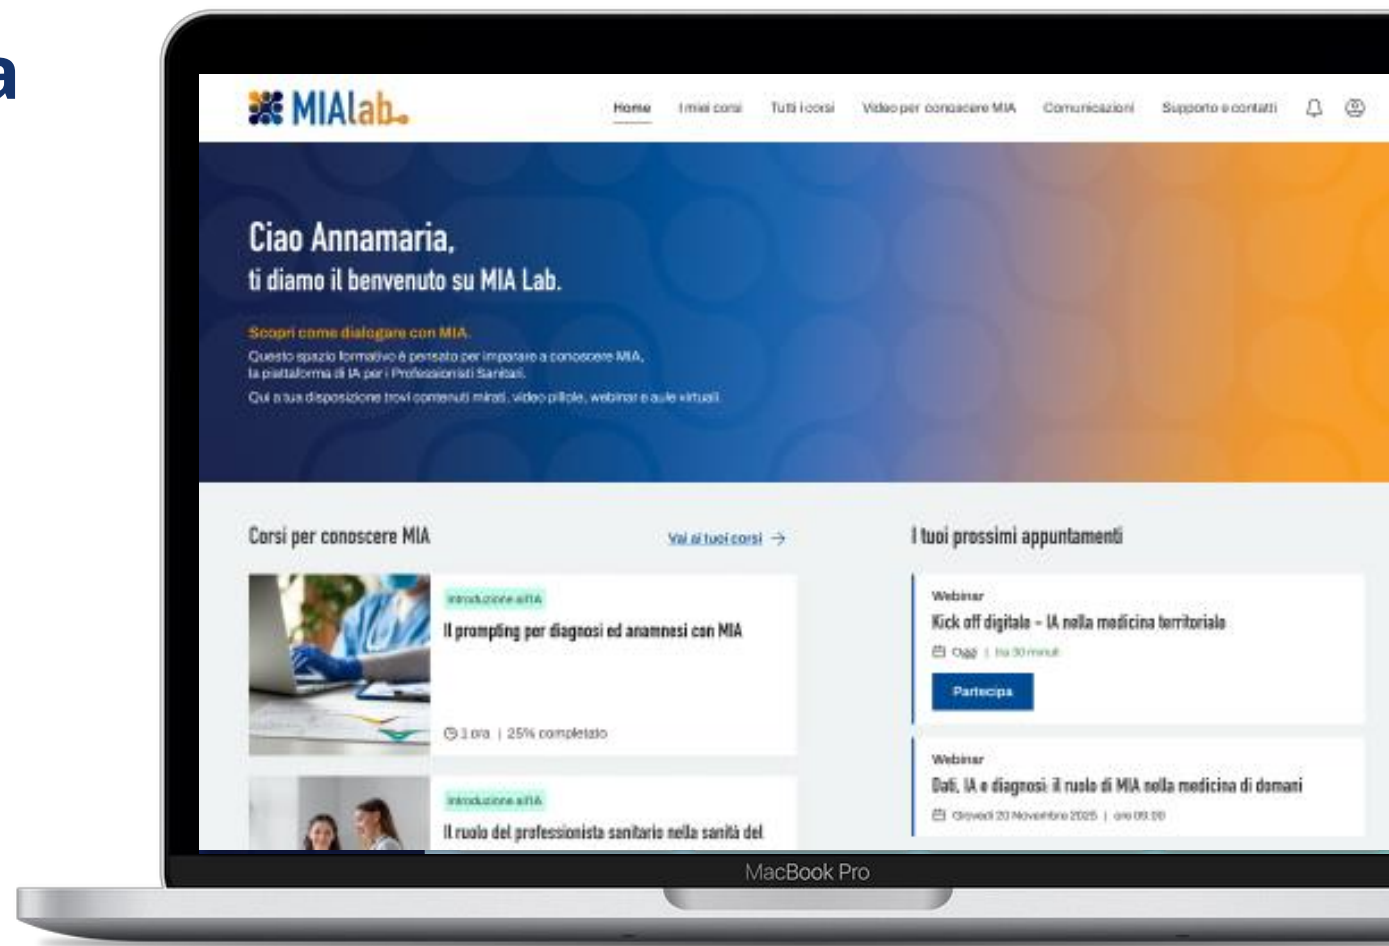 a
MIALab
Home I miei corsi Tutti i corsi Video per conoscere MIA Comunicazioni Supporto e contatti
Ciao Annamaria,
ti diamo il benvenuto su MIA Lab.
Scopri come dialogare con MIA.
Questo spazio formativo è pensato per imparare a conoscere MIA,
la piattaforma di IA per i Professionisti Sanitari.
Qui a tua disposizione trovi contenuti mirati, video pillole, webinar e aule virtuali.
Corsi per conoscere MIA
Vai ai tuoi corsi →
Introduzione all'IA
Il prompting per diagnosi ed anamnesi con MIA
1 ora | 25% completato
Introduzione all'IA
Il ruolo del professionista sanitario nella sanità del
I tuoi prossimi appuntamenti
Webinar
Kick off digitale – IA nella medicina territoriale
Oggi | tra 30 minuti
Partecipa
Webinar
Dati, IA e diagnosi: il ruolo di MIA nella medicina di domani
Giovedì 20 Novembre 2025 | ore 09:00
MacBook Pro